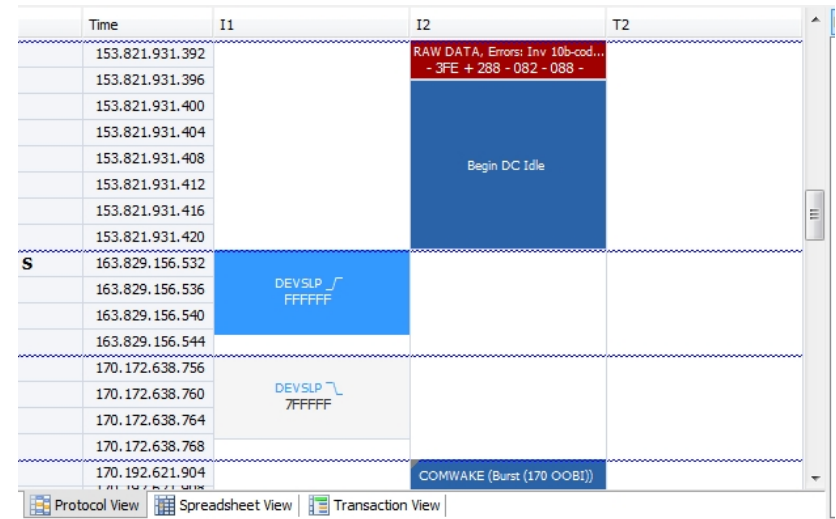 Time I1 I2 T2
153.821.931.392 RAW DATA, Errors: Inv 10b-cod...
- 3FE + 288 - 082 - 088 -
153.821.931.396
153.821.931.400
153.821.931.404
153.821.931.408 Begin DC Idle
153.821.931.412
153.821.931.416
153.821.931.420
S 163.829.156.532
163.829.156.536 DEVSLP
FFFFFF
163.829.156.540
163.829.156.544
170.172.638.756
170.172.638.760 DEVSLP
7FFFFF
170.172.638.764
170.172.638.768
170.192.621.904 COMWAKE (Burst (170 OOBI))
170.192.621.908
Protocol View Spreadsheet View Transaction View